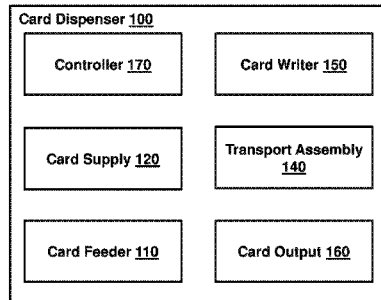 Card Dispenser 100
Controller 170
Card Writer 150
Card Supply 120
Transport Assembly
140
Card Feeder 110
Card Output 160